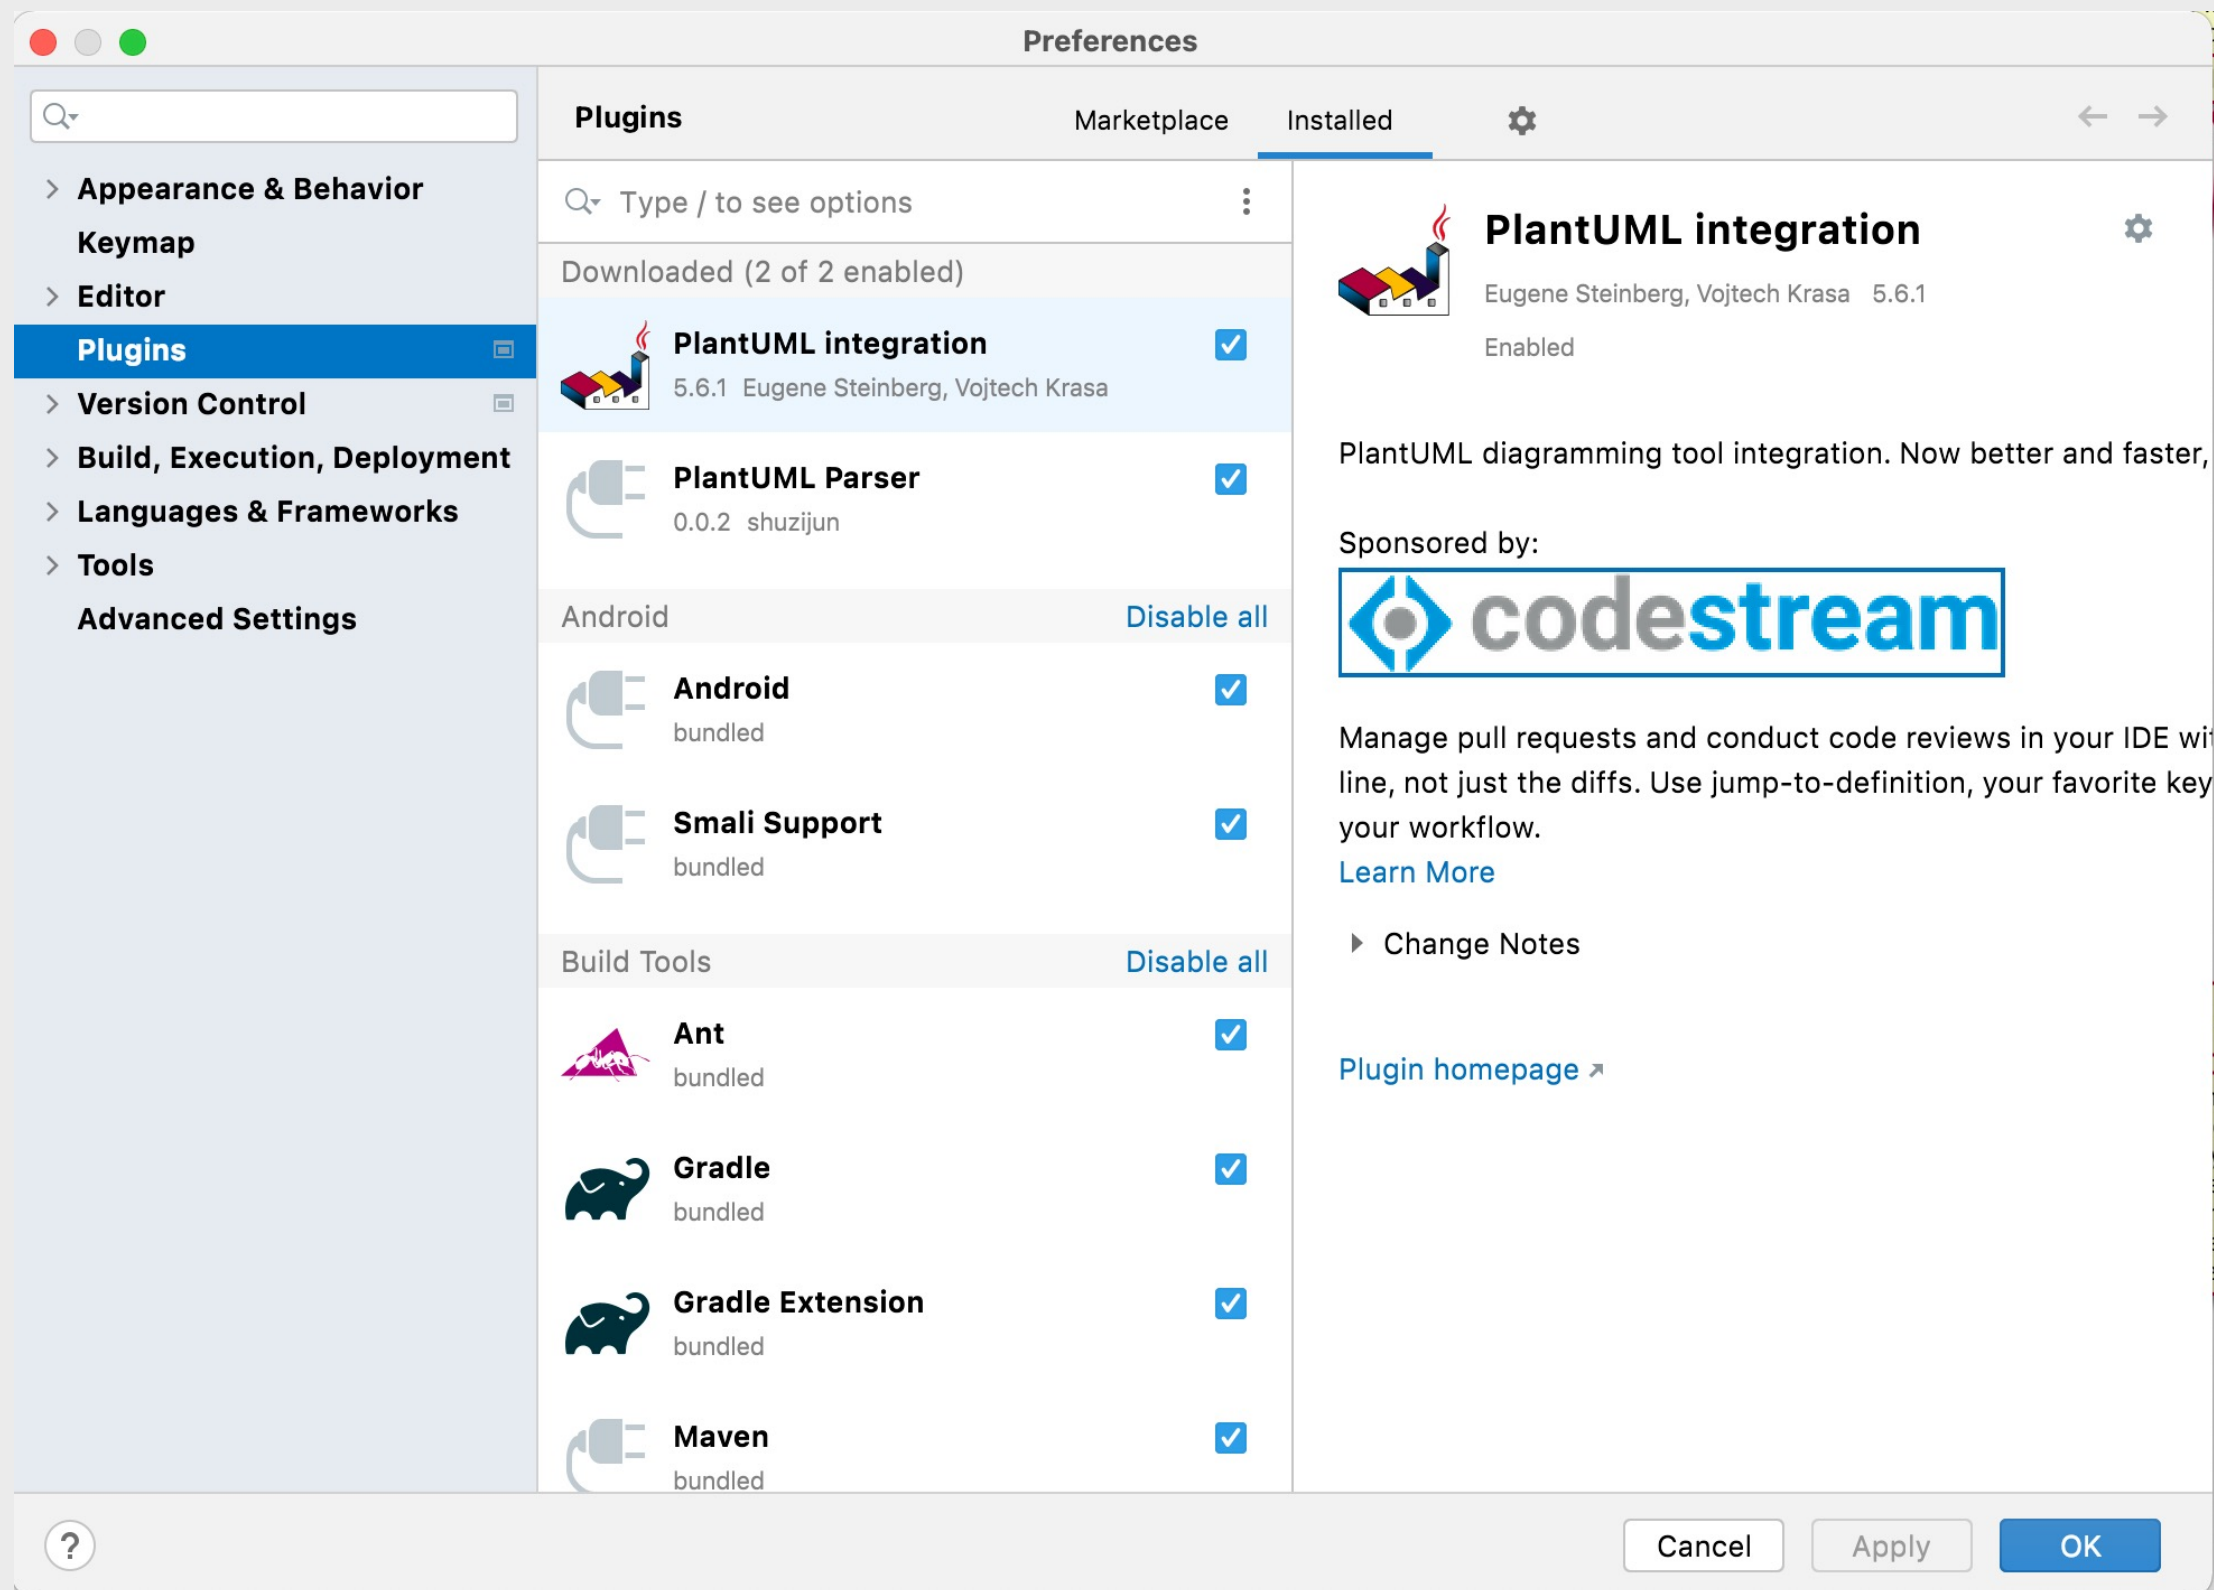 Preferences
Plugins
Marketplace
Installed
Appearance & Behavior
Keymap
Editor
Plugins
Version Control
Build, Execution, Deployment
Languages & Frameworks
Tools
Advanced Settings
Type / to see options
Downloaded (2 of 2 enabled)
PlantUML integration
5.6.1 Eugene Steinberg, Vojtech Krasa
PlantUML Parser
0.0.2 shuzijun
Android
Disable all
Android
bundled
Smali Support
bundled
Build Tools
Disable all
Ant
bundled
Gradle
bundled
Gradle Extension
bundled
Maven
bundled
PlantUML integration
Eugene Steinberg, Vojtech Krasa 5.6.1
Enabled
PlantUML diagramming tool integration. Now better and faster,
Sponsored by:
codestream
Manage pull requests and conduct code reviews in your IDE wi
line, not just the diffs. Use jump-to-definition, your favorite key
your workflow.
Learn More
Change Notes
Plugin homepage
?
Cancel
Apply
OK